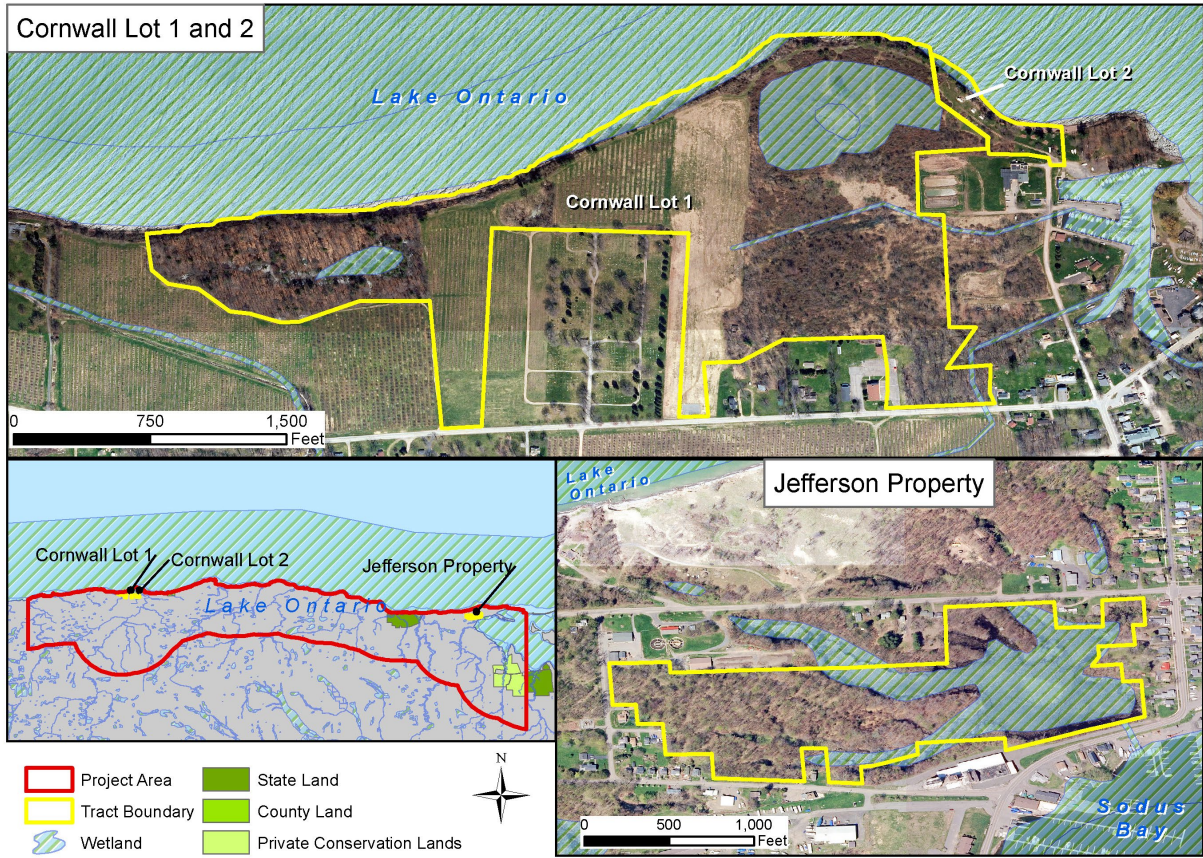 Cornwall Lot 1 and 2
Lake Ontario
Cornwall Lot 2
Cornwall Lot 1
0 750 1,500
Feet
Cornwall Lot 1
Cornwall Lot 2
Jefferson Property
Lake Ontario
Lake
Ontario
Jefferson Property
Sodus
Bay
0 500 1,000
Feet
Project Area
Tract Boundary
Wetland
State Land
County Land
Private Conservation Lands
N